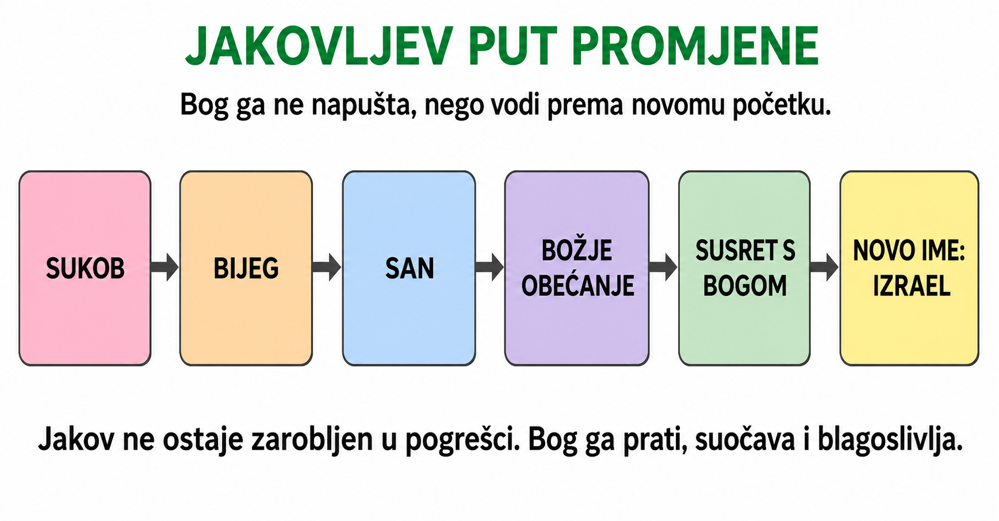 JAKOVLJEV PUT PROMJENE
Bog ga ne napušta, nego vodi prema novomu početku.
SUKOB
BIJEG
SAN
BOŽJE
OBEĆANJE
SUSRET S
BOGOM
NOVO IME:
IZRAEL
Jakov ne ostaje zarobljen u pogrešci. Bog ga prati, suočava i blagoslivlja.